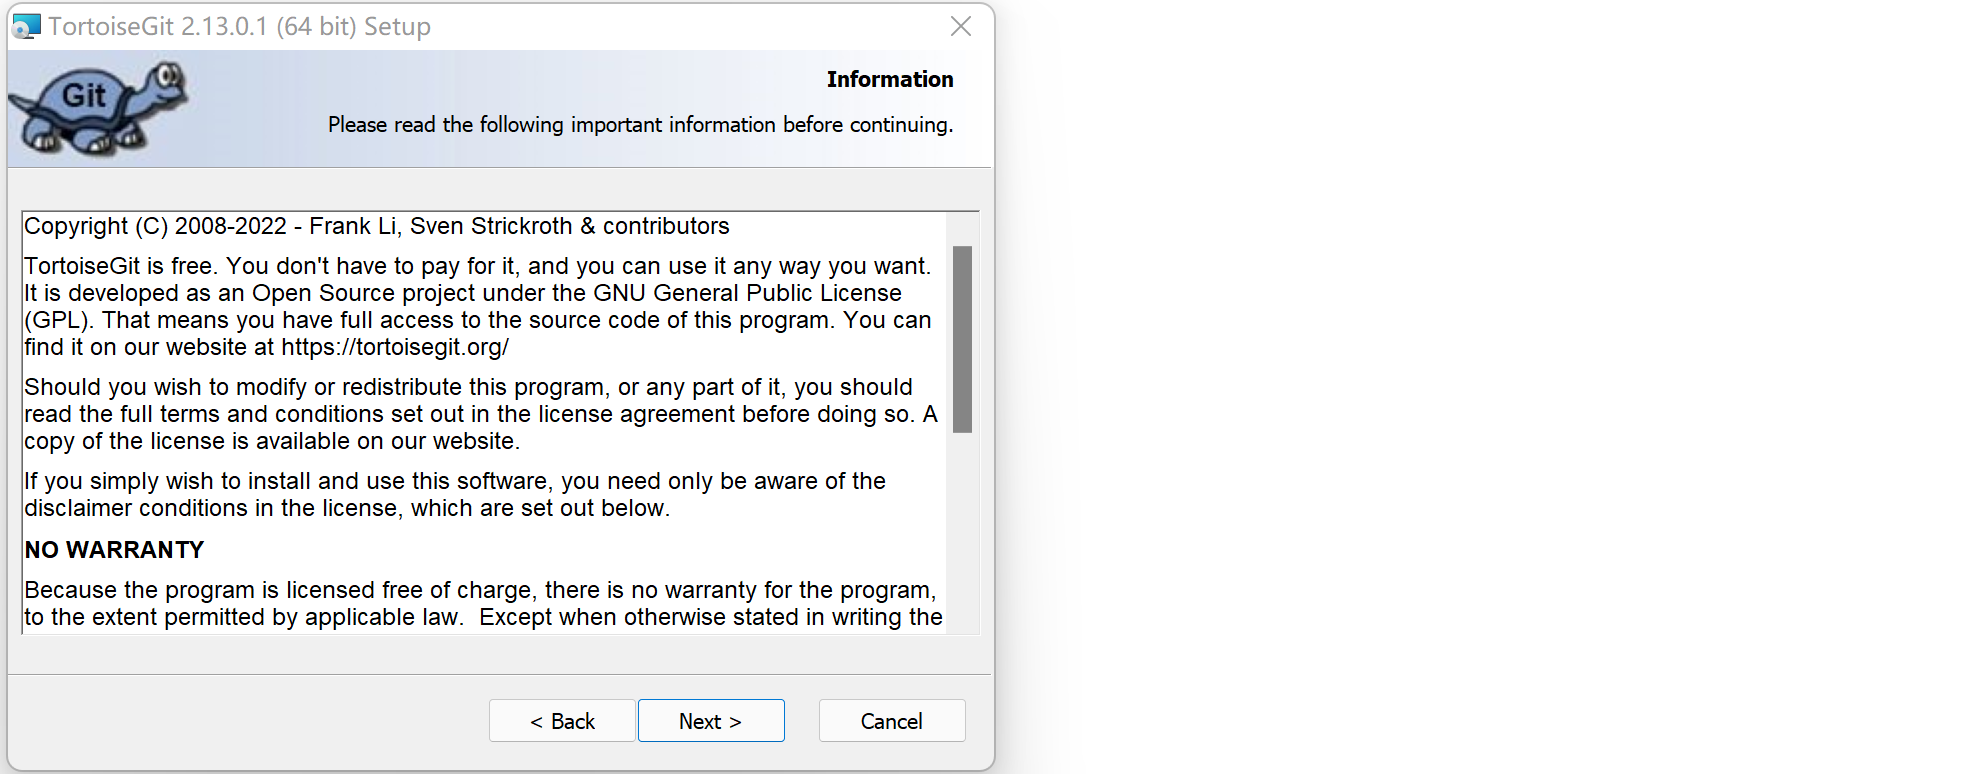 TortoiseGit 2.13.0.1 (64 bit) Setup
Git
Information
Please read the following important information before continuing.
Copyright (C) 2008-2022 - Frank Li, Sven Strickroth & contributors
TortoiseGit is free. You don't have to pay for it, and you can use it any way you want.
It is developed as an Open Source project under the GNU General Public License
(GPL). That means you have full access to the source code of this program. You can
find it on our website at https://tortoisegit.org/
Should you wish to modify or redistribute this program, or any part of it, you should
read the full terms and conditions set out in the license agreement before doing so. A
copy of the license is available on our website.
If you simply wish to install and use this software, you need only be aware of the
disclaimer conditions in the license, which are set out below.
NO WARRANTY
Because the program is licensed free of charge, there is no warranty for the program,
to the extent permitted by applicable law.  Except when otherwise stated in writing the
< Back
Next >
Cancel